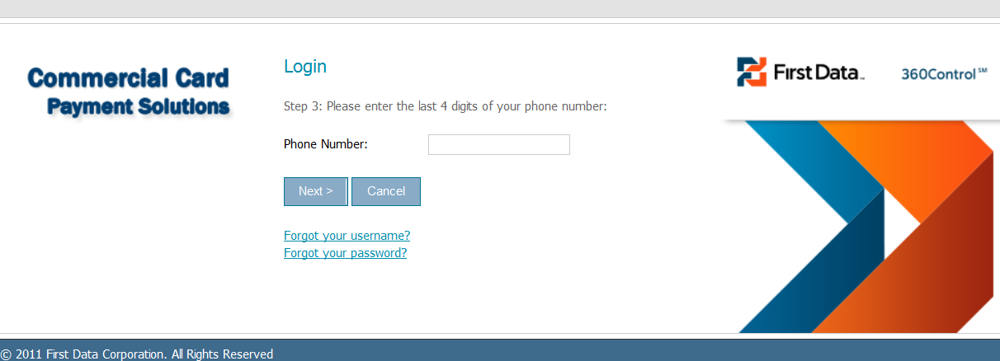 Commercial Card
Payment Solutions
Login
Step 3: Please enter the last 4 digits of your phone number:
Phone Number:
Next >
Cancel
Forgot your username?
Forgot your password?
First Data™
360Control℠
© 2011 First Data Corporation. All Rights Reserved